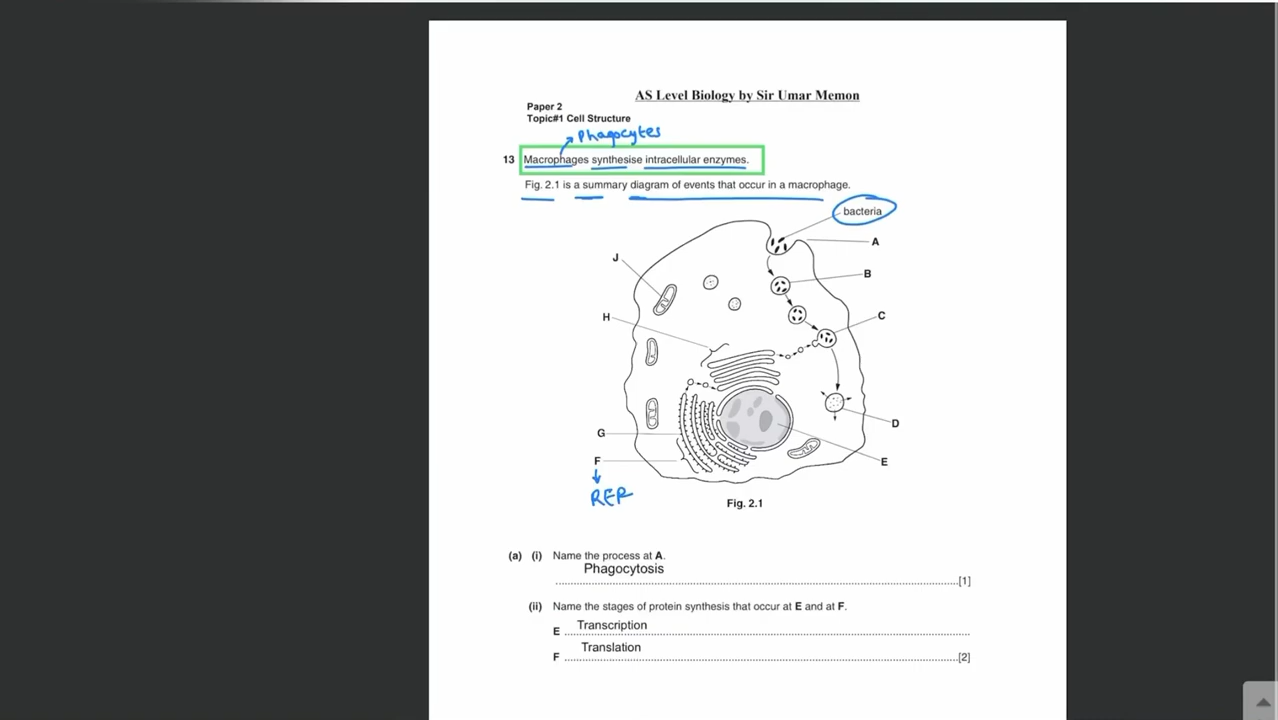 AS Level Biology by Sir Umar Memon
Paper 2
Topic#1 Cell Structure
Phagocytes
13 Macrophages synthesise intracellular enzymes.
Fig. 2.1 is a summary diagram of events that occur in a macrophage.
bacteria
A
J
B
H
C
D
G
F
E
RER
Fig. 2.1
(a) (i) Name the process at A.
Phagocytosis
[1]
(ii) Name the stages of protein synthesis that occur at E and at F.
E Transcription
F Translation [2]